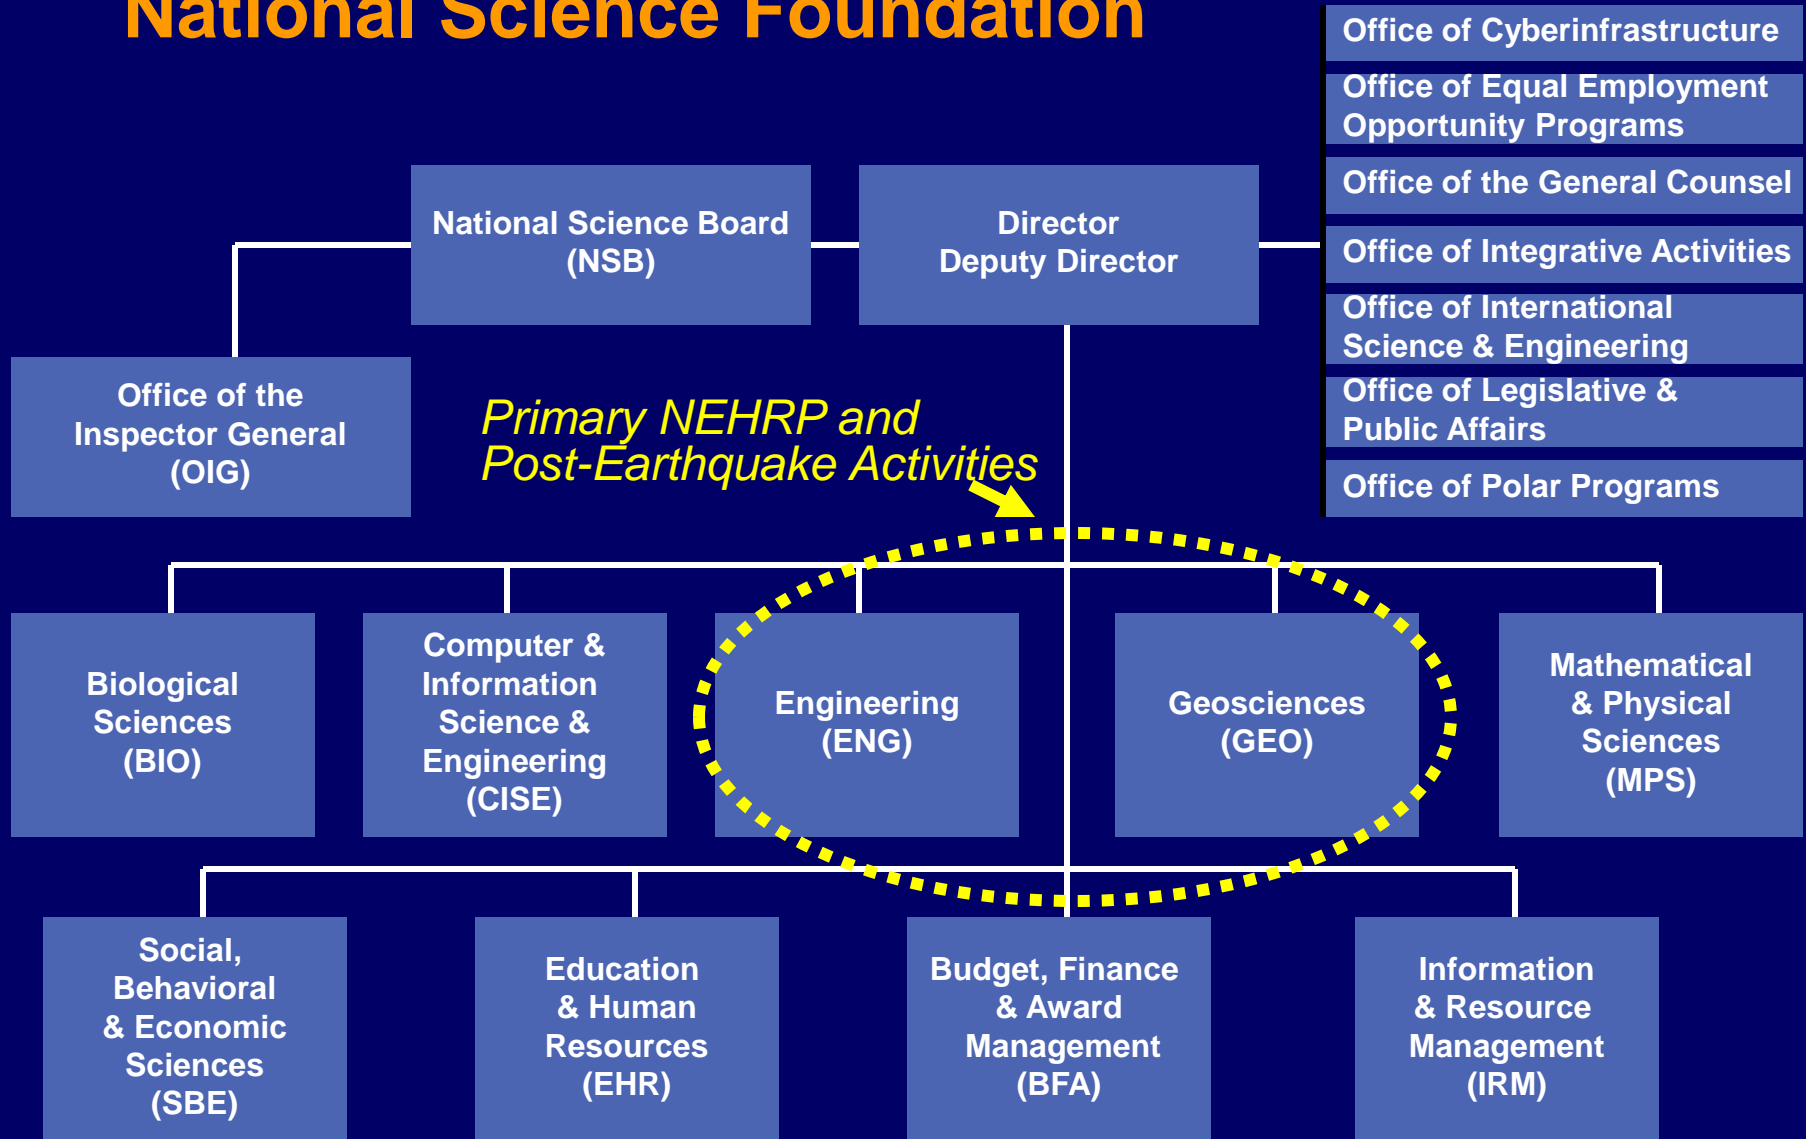 National Science Foundation
Office of Cyberinfrastructure
Office of Equal Employment
Opportunity Programs
Office of the General Counsel
Office of Integrative Activities
Office of International
Science & Engineering
Office of Legislative &
Public Affairs
Office of Polar Programs
National Science Board
(NSB)
Director
Deputy Director
Office of the
Inspector General
(OIG)
Primary NEHRP and
Post-Earthquake Activities
Biological
Sciences
(BIO)
Computer &
Information
Science &
Engineering
(CISE)
Engineering
(ENG)
Geosciences
(GEO)
Mathematical
& Physical
Sciences
(MPS)
Social,
Behavioral
& Economic
Sciences
(SBE)
Education
& Human
Resources
(EHR)
Budget, Finance
& Award
Management
(BFA)
Information
& Resource
Management
(IRM)